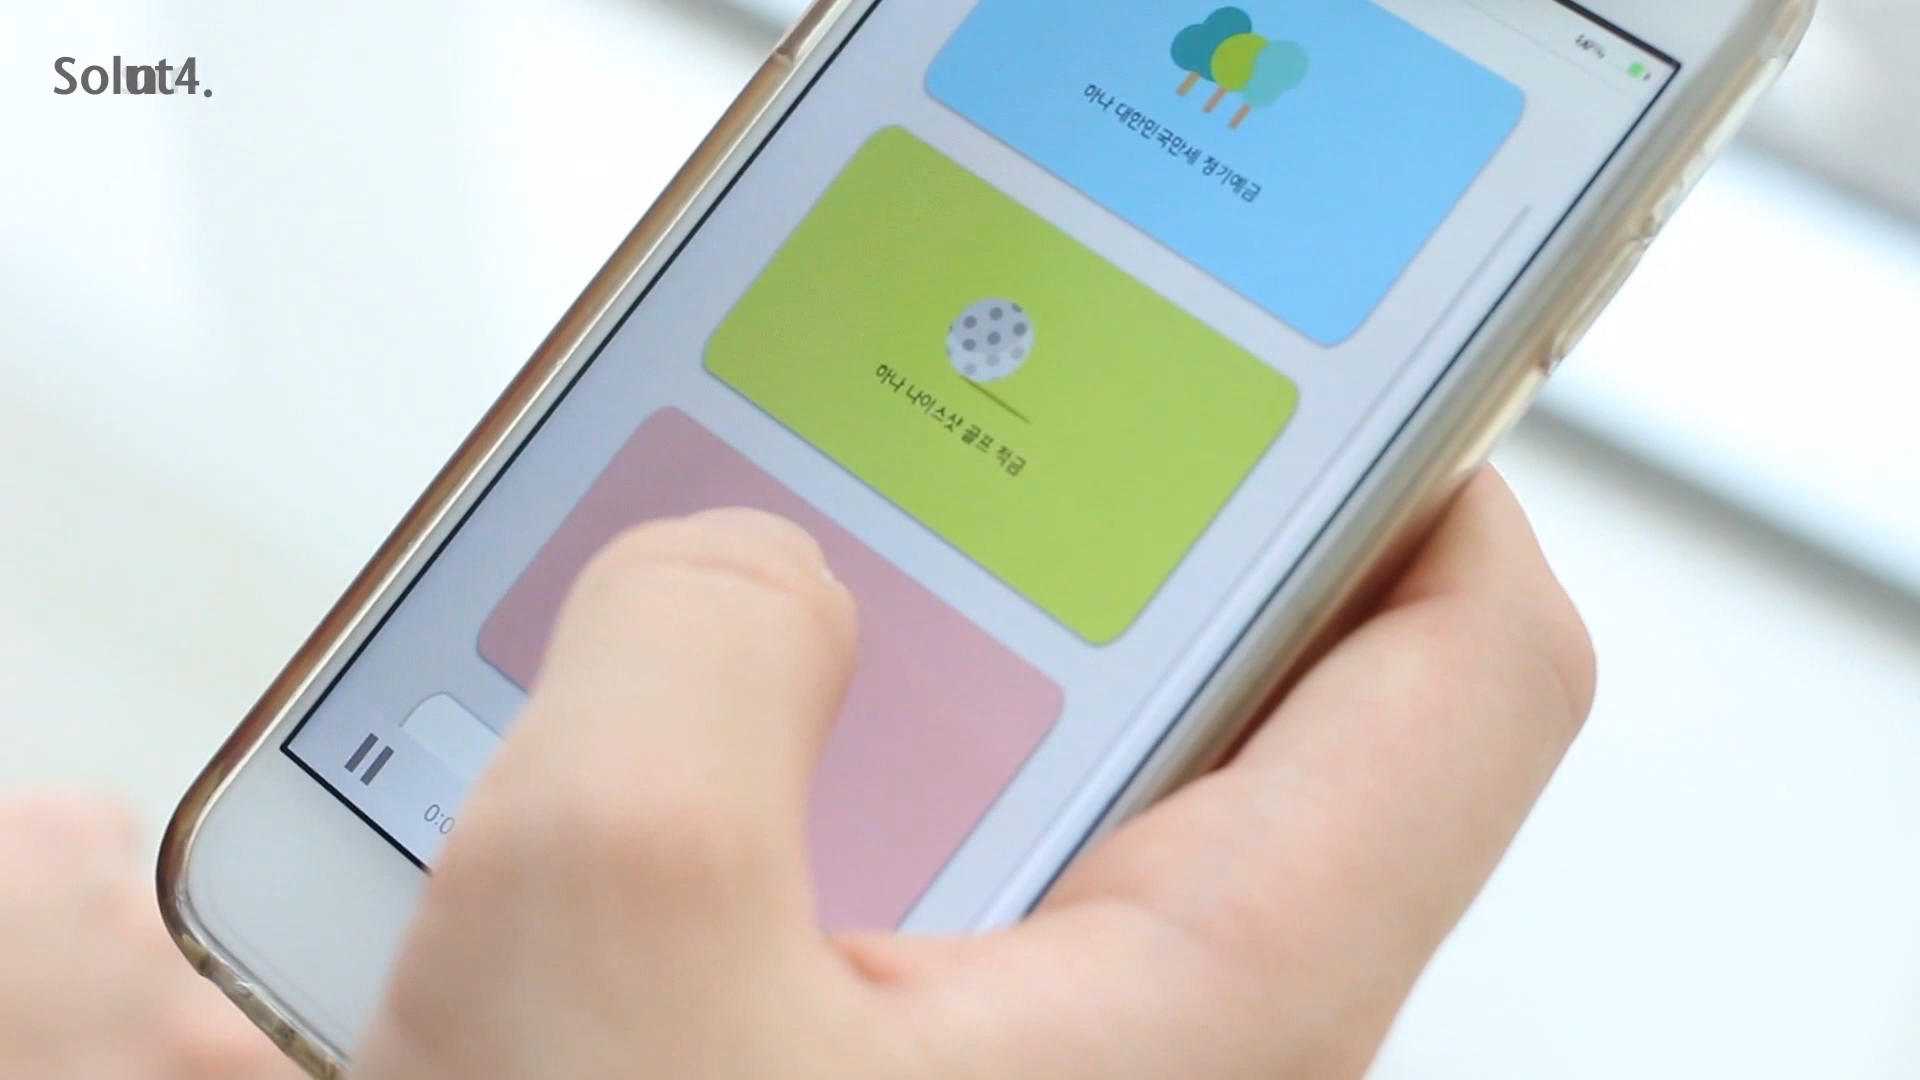 하나 대한민국만세 정기예금
하나 나이스샷 골프 적금